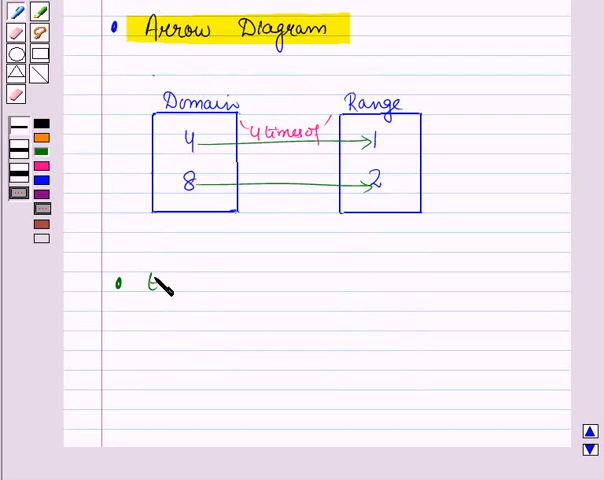 Arrow Diagram
Domain Range
'4 times of'
4 1
8 2
t